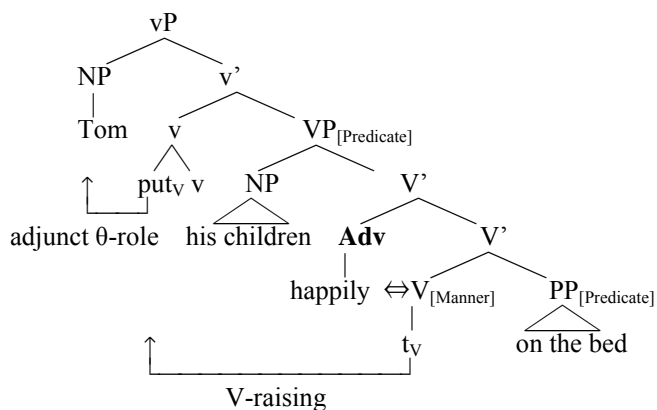 vP
NP v’
Tom v VP[Predicate]
putV v NP V’
adjunct θ-role his children Adv V’
happily ⇔V[Manner] PP[Predicate]
tV on the bed
V-raising